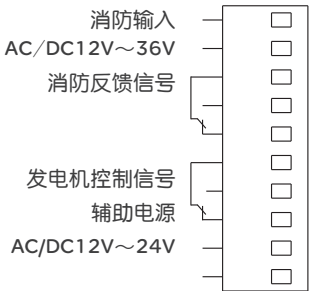 消防输入
AC/DC12V～36V
消防反馈信号
发电机控制信号
辅助电源
AC/DC12V～24V